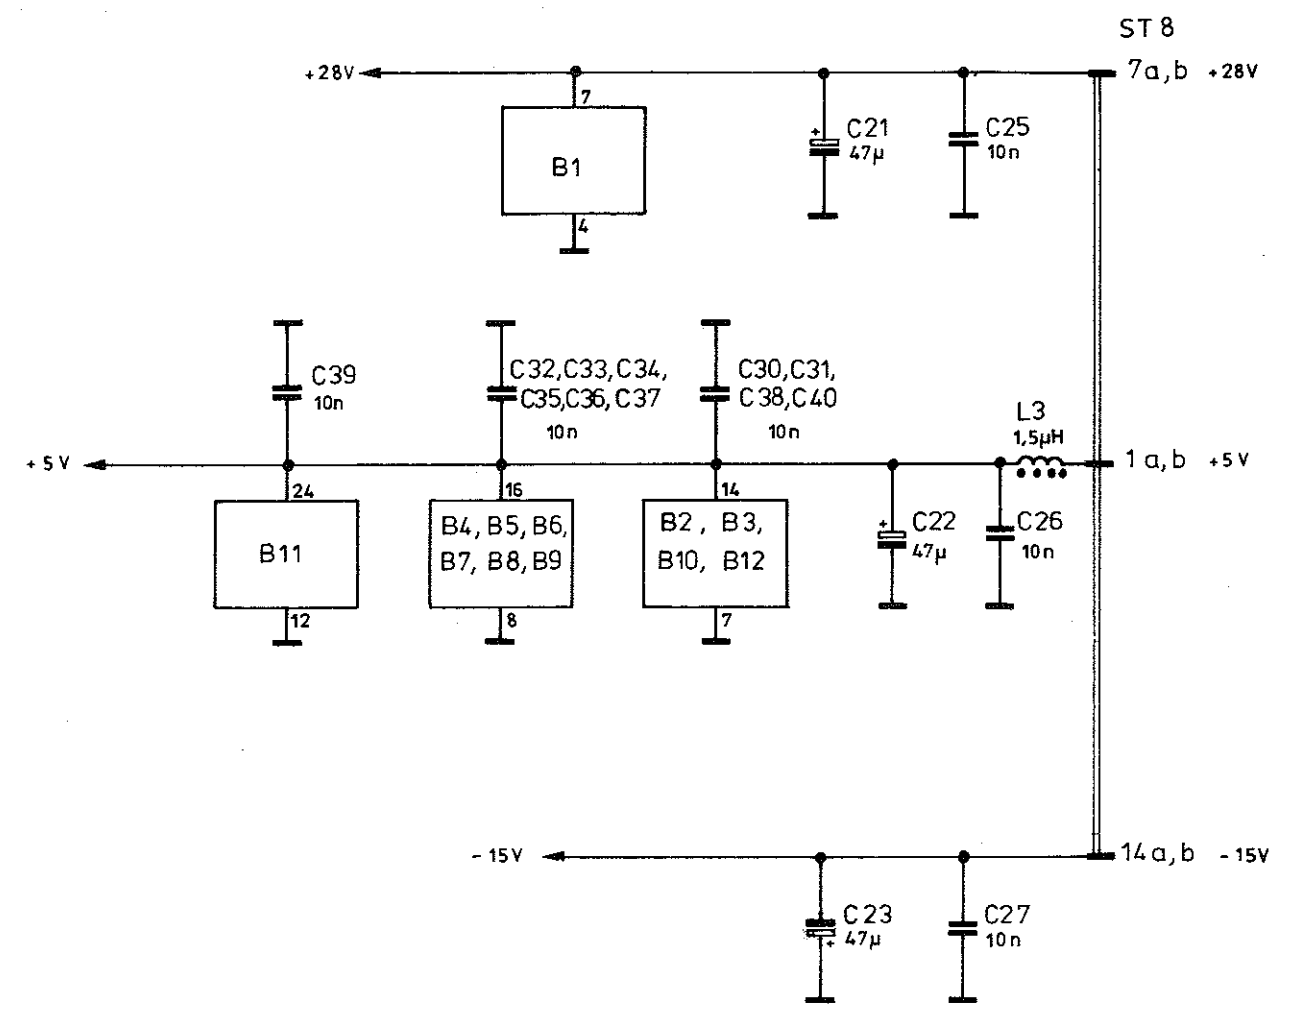 ST 8
+28V
7a,b +28V
7
B1
4
C21
47µ
C25
10n
C39
10n
C32,C33,C34,
C35,C36,C37
10n
C30,C31,
C38,C40
10n
L3
1,5µH
+5V
1a,b +5V
24
B11
12
16
B4, B5, B6,
B7, B8, B9
8
14
B2, B3,
B10, B12
7
+
C22
47µ
C26
10n
-15V
14a,b -15V
C23
47µ
+
C27
10n
+